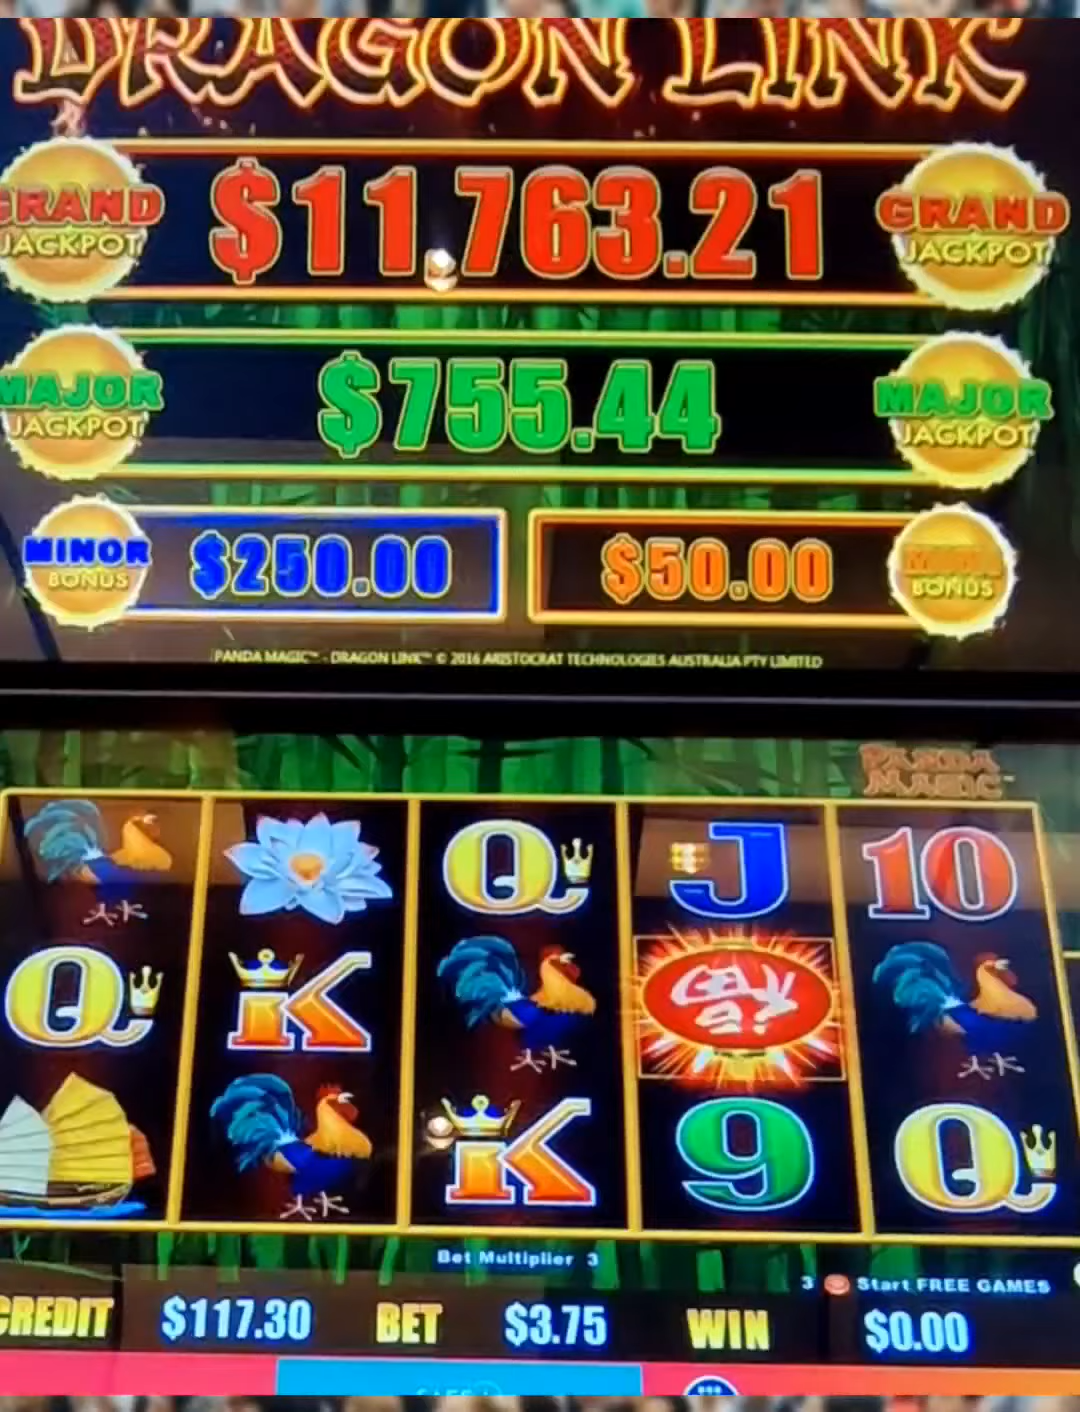 DRAGON LINK
GRAND JACKPOT
$11,763.21
GRAND JACKPOT
MAJOR JACKPOT
$755.44
MAJOR JACKPOT
MINOR BONUS
$250.00
$50.00
BONUS
PANDA MAGIC™ - DRAGON LINK™ © 2016 ARISTOCRAT TECHNOLOGIES AUSTRALIA PTY LIMITED
PANDA MAGIC™
Q J 10
Q K
K 9 Q
Bet Multiplier 3
3 Start FREE GAMES
CREDIT $117.30 BET $3.75 WIN $0.00